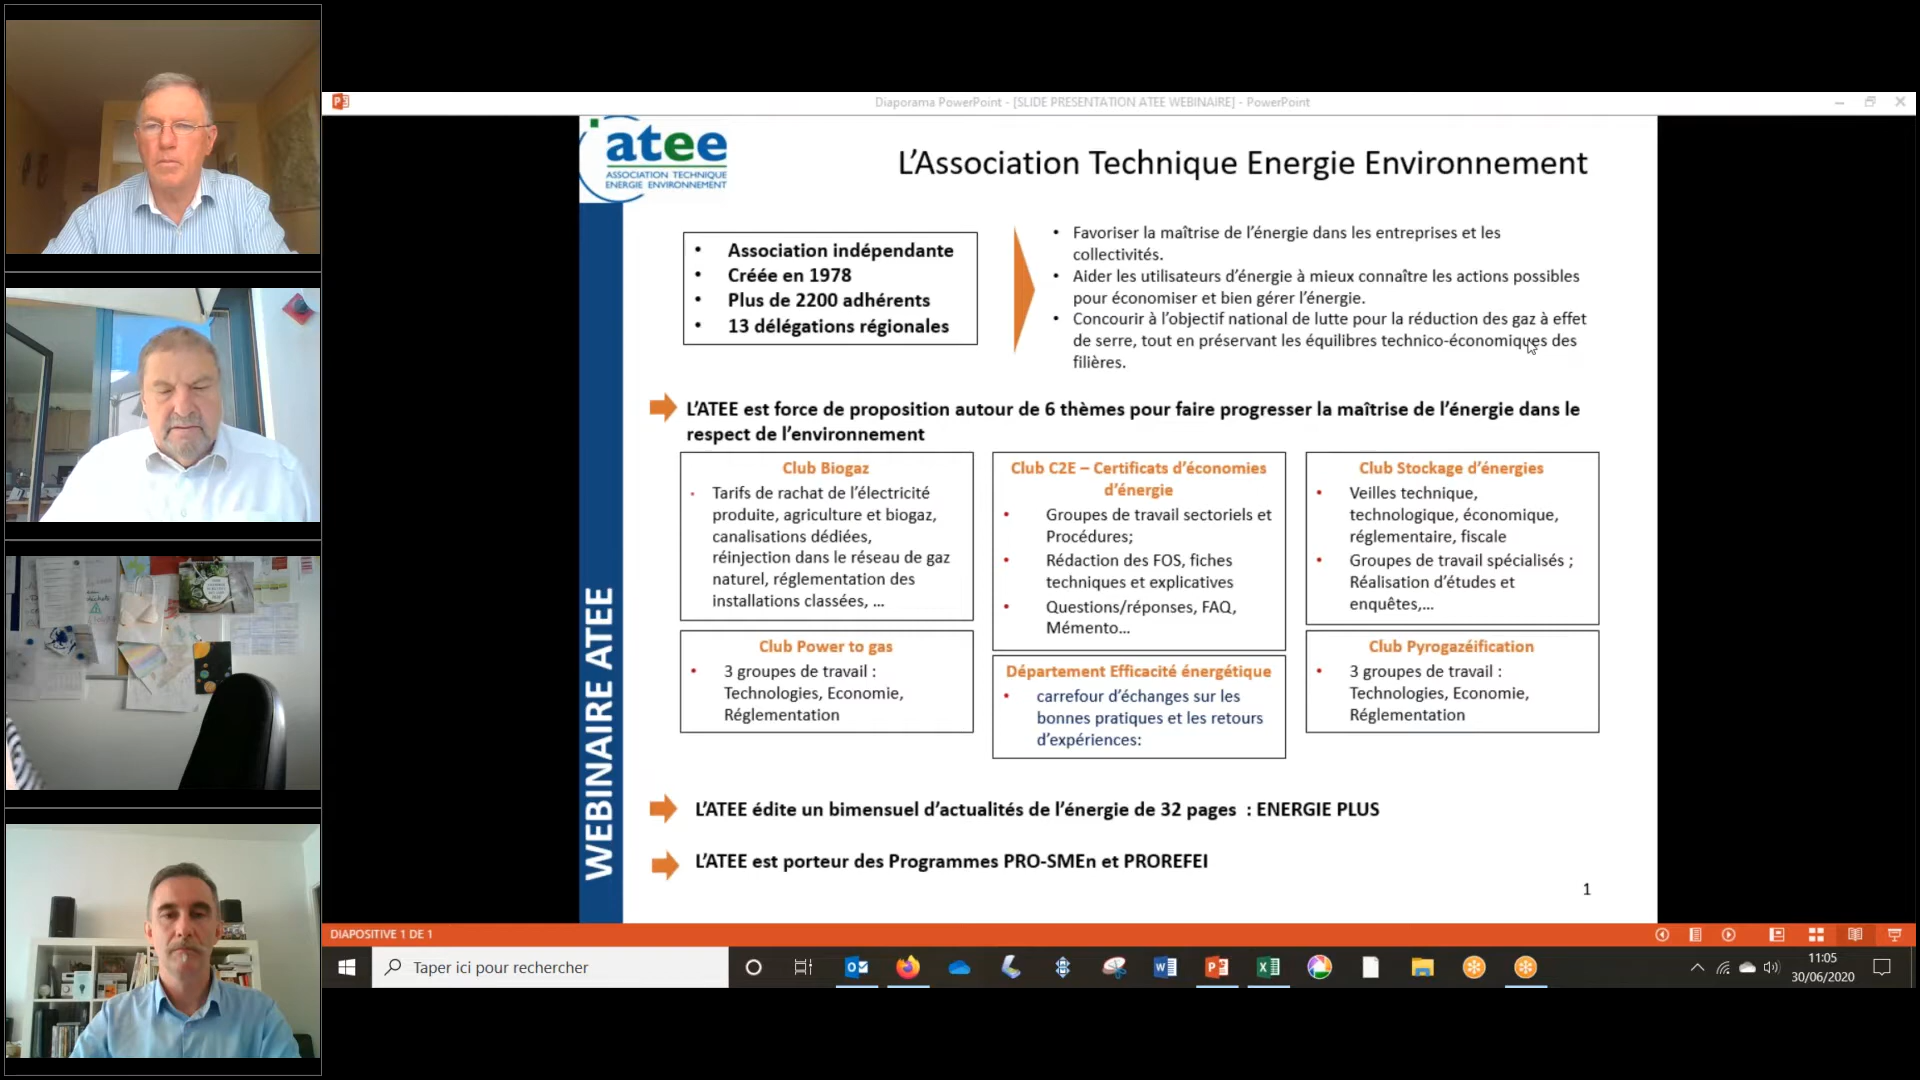 Diaporama PowerPoint - [SLIDE PRESENTATION ATEE WEBINAIRE] - PowerPoint
atee
ASSOCIATION TECHNIQUE
ENERGIE ENVIRONNEMENT
L'Association Technique Energie Environnement
• Association indépendante
• Créée en 1978
• Plus de 2200 adhérents
• 13 délégations régionales
• Favoriser la maîtrise de l'énergie dans les entreprises et les
collectivités.
• Aider les utilisateurs d'énergie à mieux connaître les actions possibles
pour économiser et bien gérer l'énergie.
• Concourir à l'objectif national de lutte pour la réduction des gaz à effet
de serre, tout en préservant les équilibres technico-économiques des
filières.
L'ATEE est force de proposition autour de 6 thèmes pour faire progresser la maîtrise de l'énergie dans le
respect de l'environnement
Club Biogaz
• Tarifs de rachat de l'électricité
produite, agriculture et biogaz,
canalisations dédiées,
réinjection dans le réseau de gaz
naturel, réglementation des
installations classées, ...
Club C2E – Certificats d'économies
d'énergie
• Groupes de travail sectoriels et
Procédures;
• Rédaction des FOS, fiches
techniques et explicatives
• Questions/réponses, FAQ,
Mémento...
Club Stockage d'énergies
• Veilles technique,
technologique, économique,
réglementaire, fiscale
• Groupes de travail spécialisés ;
Réalisation d'études et
enquêtes,...
Club Power to gas
• 3 groupes de travail :
Technologies, Economie,
Réglementation
Département Efficacité énergétique
• carrefour d'échanges sur les
bonnes pratiques et les retours
d'expériences:
Club Pyrogazéification
• 3 groupes de travail :
Technologies, Economie,
Réglementation
WEBINAIRE ATEE
L'ATEE édite un bimensuel d'actualités de l'énergie de 32 pages : ENERGIE PLUS
L'ATEE est porteur des Programmes PRO-SMEn et PROREFEI
1
DIAPOSITIVE 1 DE 1
Taper ici pour rechercher
11:05
30/06/2020